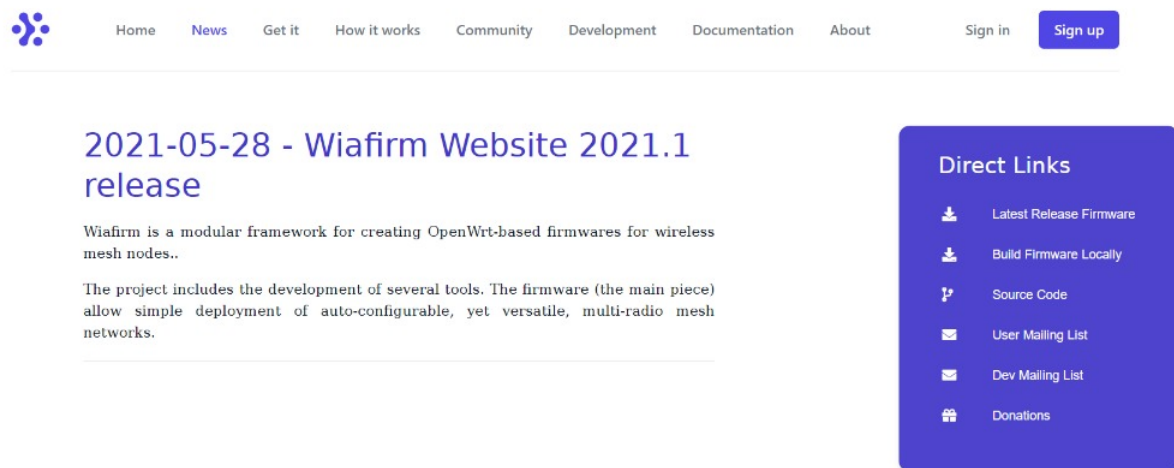 Home News Get it How it works Community Development Documentation About Sign in Sign up
2021-05-28 - Wiafirm Website 2021.1
release
Wiafirm is a modular framework for creating OpenWrt-based firmwares for wireless
mesh nodes..
The project includes the development of several tools. The firmware (the main piece)
allow simple deployment of auto-configurable, yet versatile, multi-radio mesh
networks.
Direct Links
Latest Release Firmware
Build Firmware Locally
Source Code
User Mailing List
Dev Mailing List
Donations